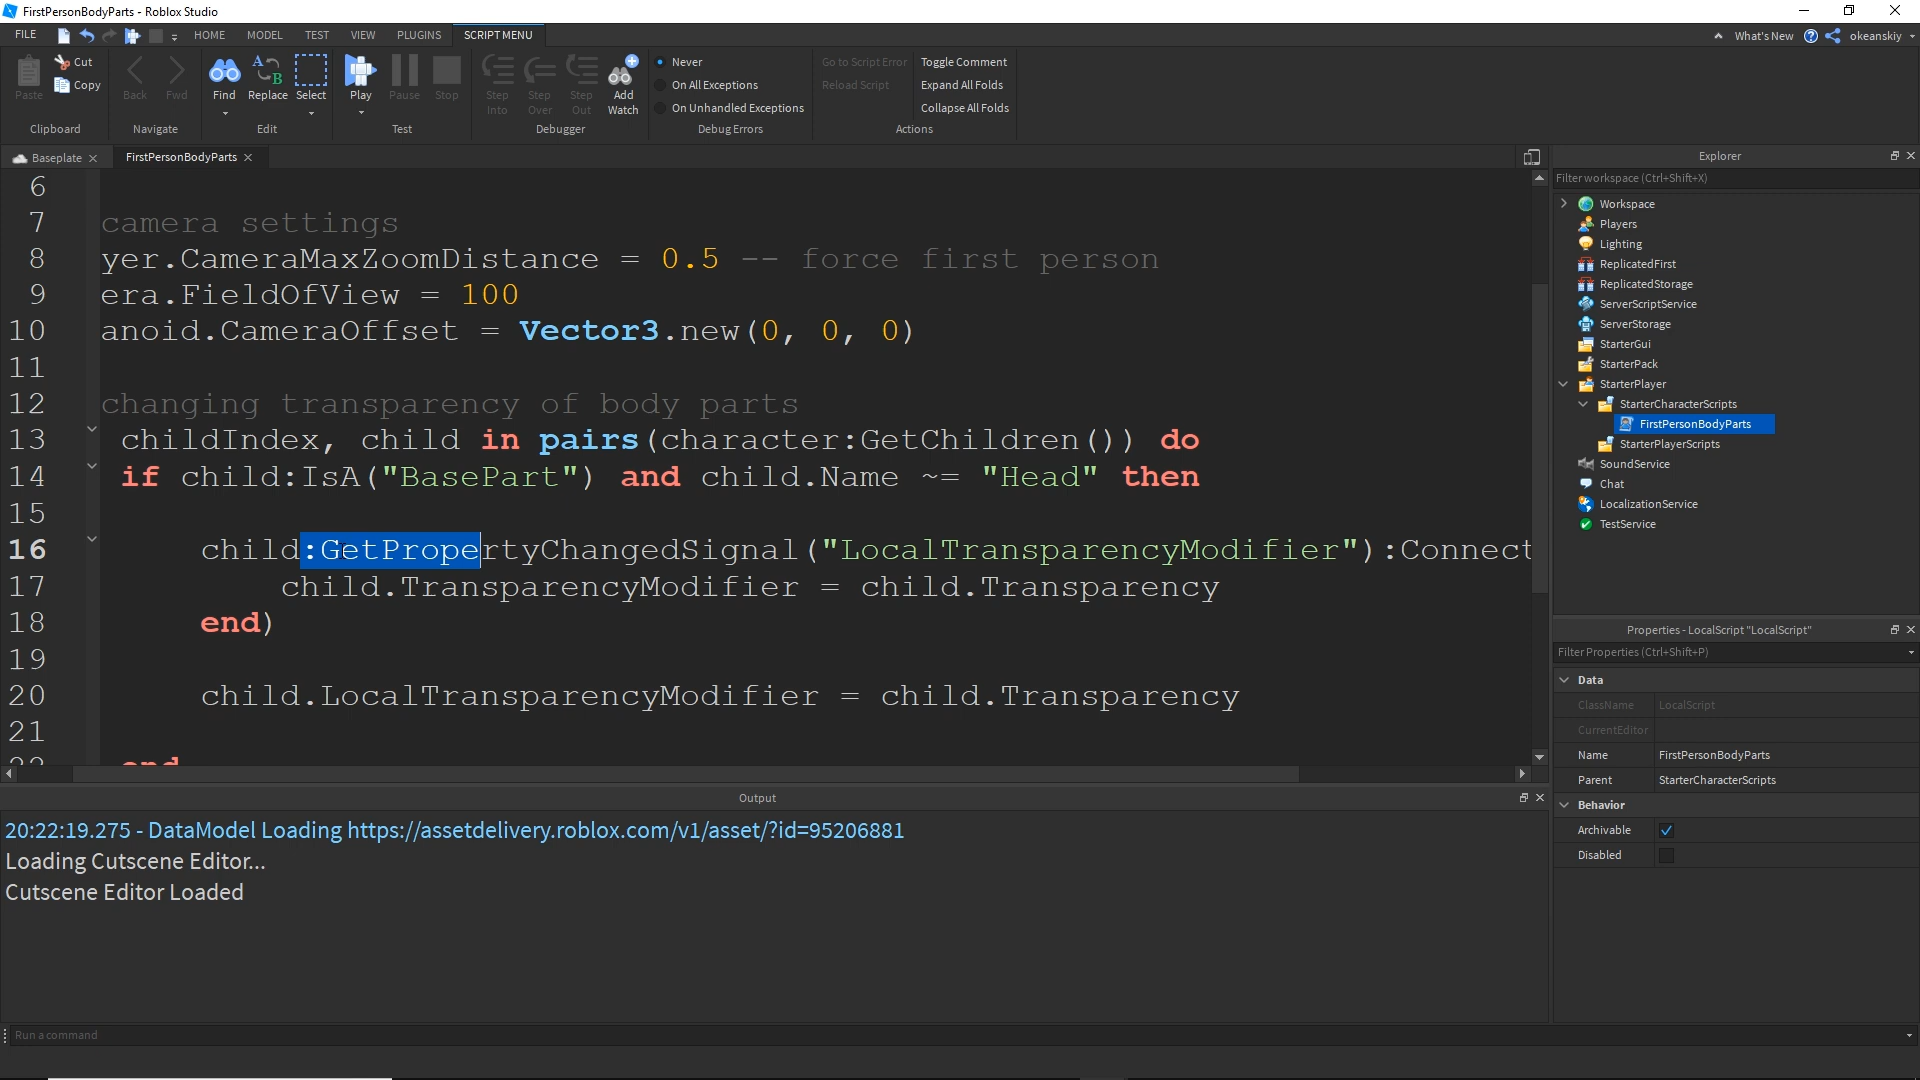 FirstPersonBodyParts - Roblox Studio
FILE HOME MODEL TEST VIEW PLUGINS SCRIPT MENU What's New okeanskiy
Paste Cut Copy Back Fwd Find Replace Select Play Pause Stop Step Into Step Over Step Out Add Watch
Never
On All Exceptions
On Unhandled Exceptions
Go to Script Error
Reload Script
Toggle Comment
Expand All Folds
Collapse All Folds
Clipboard Navigate Edit Test Debugger Debug Errors Actions
Baseplate FirstPersonBodyParts
6
7 camera settings
8 yer.CameraMaxZoomDistance = 0.5 -- force first person
9 era.FieldOfView = 100
10 anoid.CameraOffset = Vector3.new(0, 0, 0)
11
12 changing transparency of body parts
13 childIndex, child in pairs(character:GetChildren()) do
14 if child:IsA("BasePart") and child.Name ~= "Head" then
15
16 child:GetPropertyChangedSignal("LocalTransparencyModifier"):Connect
17 child.TransparencyModifier = child.Transparency
18 end)
19
20 child.LocalTransparencyModifier = child.Transparency
21
22 end
Explorer
Filter workspace (Ctrl+Shift+X)
Workspace
Players
Lighting
ReplicatedFirst
ReplicatedStorage
ServerScriptService
ServerStorage
StarterGui
StarterPack
StarterPlayer
StarterCharacterScripts
FirstPersonBodyParts
StarterPlayerScripts
SoundService
Chat
LocalizationService
TestService
Properties - LocalScript "LocalScript"
Filter Properties (Ctrl+Shift+P)
Data
ClassName LocalScript
CurrentEditor
Name FirstPersonBodyParts
Parent StarterCharacterScripts
Behavior
Archivable
Disabled
Output
20:22:19.275 - DataModel Loading https://assetdelivery.roblox.com/v1/asset/?id=95206881
Loading Cutscene Editor...
Cutscene Editor Loaded
Run a command